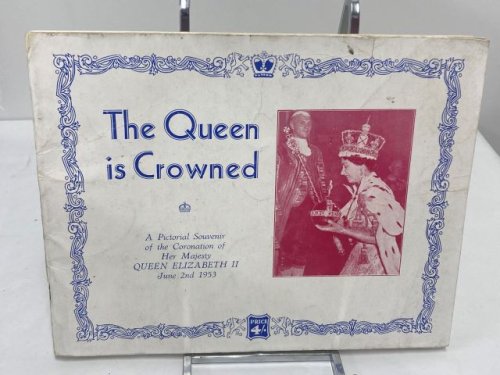 The Queen
is Crowned
A Pictorial Souvenir
of the Coronation of
Her Majesty
QUEEN ELIZABETH II
June 2nd 1953
PRICE
4/-